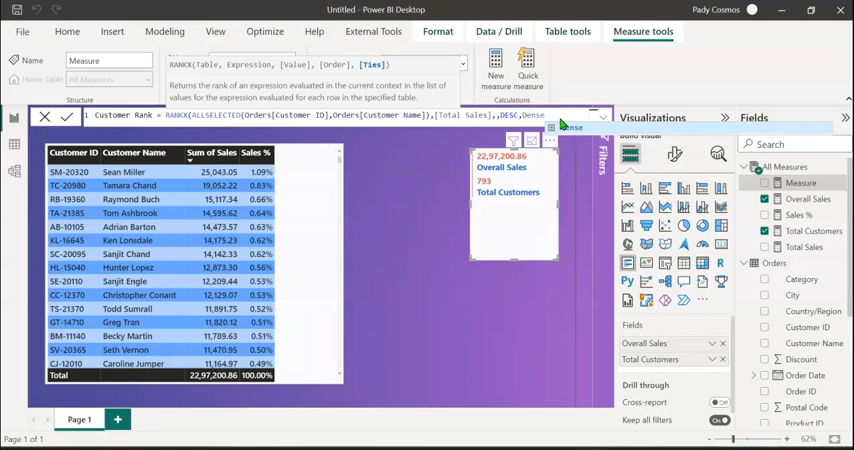 Untitled - Power BI Desktop
Pady Cosmos
File Home Insert Modeling View Optimize Help External Tools Format Data / Drill Table tools Measure tools
Name Measure
Home table All Measures
Structure
RANKX(Table, Expression, [Value], [Order], [Ties])
Returns the rank of an expression evaluated in the current context in the list
of values for the expression evaluated for each row in the specified table.
New measure
Quick measure
Calculations
1 Customer Rank = RANKX(ALLSELECTED(Orders[Customer ID],Orders[Customer Name]),[Total Sales],,DESC,Dense
Dense
Customer ID Customer Name Sum of Sales Sales %
SM-20320 Sean Miller 25,043.05 1.09%
TC-20980 Tamara Chand 19,052.22 0.83%
RB-19360 Raymond Buch 15,117.34 0.66%
TA-21385 Tom Ashbrook 14,595.62 0.64%
AB-10105 Adrian Barton 14,473.57 0.63%
KL-16645 Ken Lonsdale 14,175.23 0.62%
SC-20095 Sanjit Chand 14,142.33 0.62%
HL-15040 Hunter Lopez 12,873.30 0.56%
SE-20110 Sanjit Engle 12,209.44 0.53%
CC-12370 Christopher Conant 12,129.07 0.53%
TS-21370 Todd Sumrall 11,891.75 0.52%
GT-14710 Greg Tran 11,820.12 0.51%
BM-11140 Becky Martin 11,789.63 0.51%
SV-20365 Seth Vernon 11,470.95 0.50%
CJ-12010 Caroline Jumper 11,164.97 0.49%
Total 22,97,200.86 100.00%
22,97,200.86
Overall Sales
793
Total Customers
Filters
Visualizations
Build visual
Fields
Overall Sales
Total Customers
Drill through
Cross-report Off
Keep all filters On
Fields
Search
All Measures
Measure
Overall Sales
Sales %
Total Customers
Total Sales
Orders
Category
City
Country/Region
Customer ID
Customer Name
Discount
Order Date
Order ID
Postal Code
Product ID
Page 1
Page 1 of 1
62%